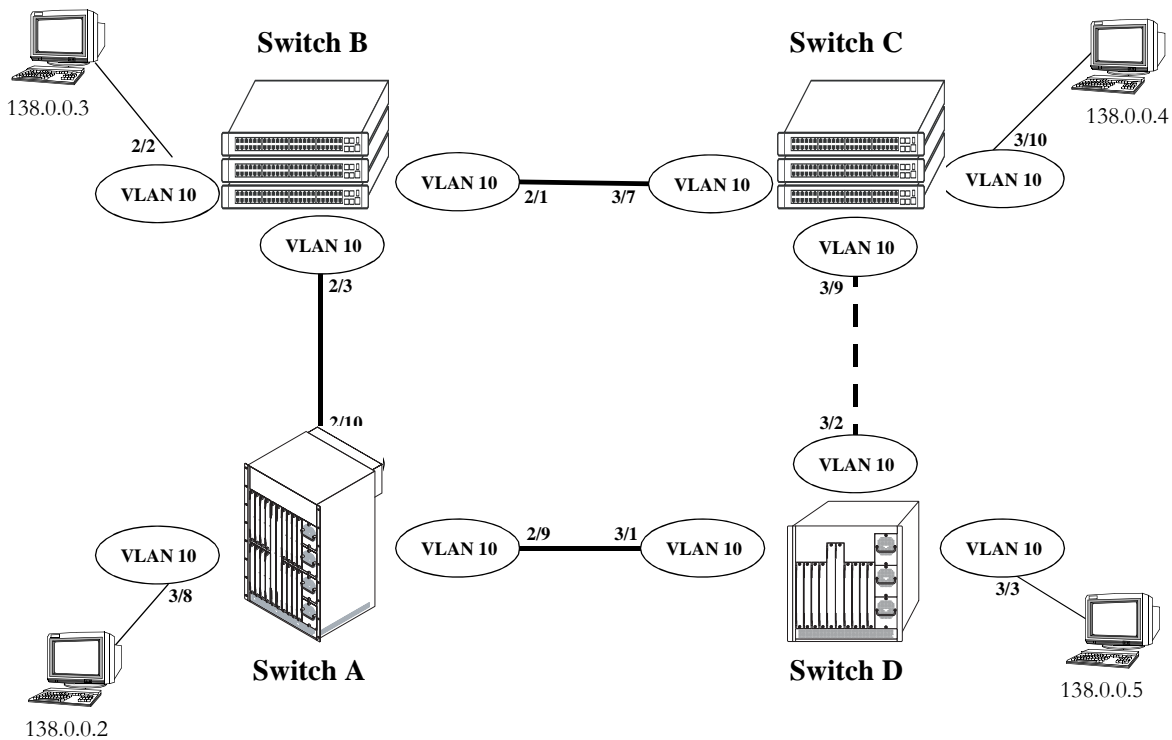 Switch B
Switch C
138.0.0.3
138.0.0.4
2/2
3/10
VLAN 10
VLAN 10
2/1
3/7
VLAN 10
VLAN 10
VLAN 10
2/3
VLAN 10
3/9
2/10
3/2
VLAN 10
VLAN 10
3/8
VLAN 10
2/9
3/1
VLAN 10
VLAN 10
3/3
Switch A
Switch D
138.0.0.2
138.0.0.5